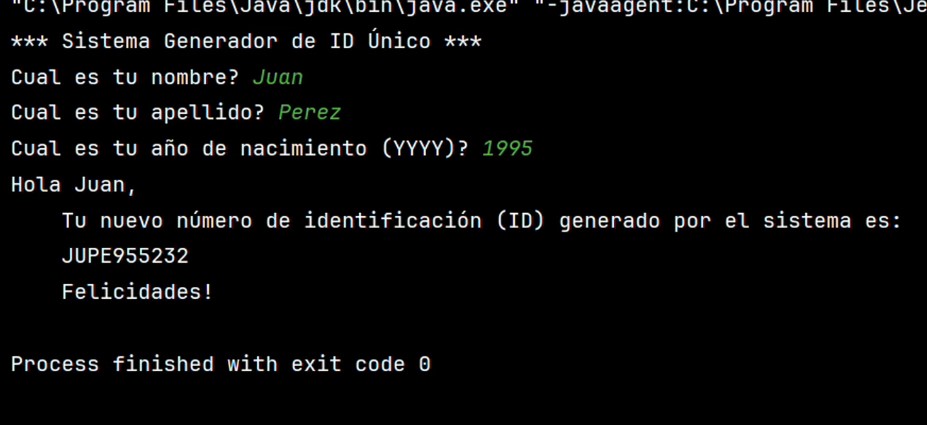 "C:\Program Files\Java\jdk\bin\java.exe" "-javaagent:C:\Program Files\Je
*** Sistema Generador de ID Único ***
Cual es tu nombre? Juan
Cual es tu apellido? Perez
Cual es tu año de nacimiento (YYYY)? 1995
Hola Juan,
    Tu nuevo número de identificación (ID) generado por el sistema es:
    JUPE955232
    Felicidades!

Process finished with exit code 0